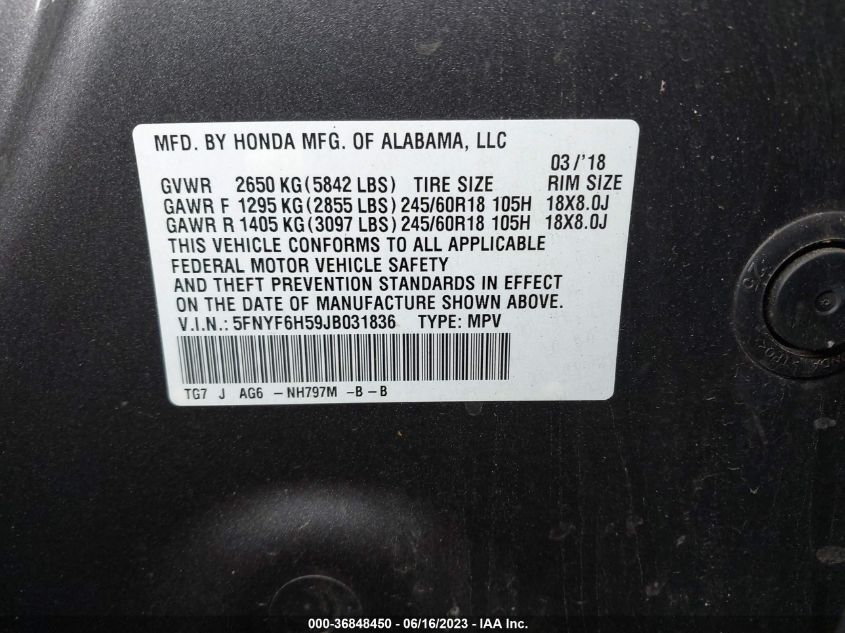 MFD. BY HONDA MFG. OF ALABAMA, LLC
03/'18
GVWR 2650 KG(5842 LBS) TIRE SIZE RIM SIZE
GAWR F 1295 KG(2855 LBS)245/60R18 105H 18X8.0J
GAWR R 1405 KG(3097 LBS)245/60R18 105H 18X8.0J
THIS VEHICLE CONFORMS TO ALL APPLICABLE
FEDERAL MOTOR VEHICLE SAFETY
AND THEFT PREVENTION STANDARDS IN EFFECT
ON THE DATE OF MANUFACTURE SHOWN ABOVE.
V.I.N.: 5FNYF6H59JB031836 TYPE: MPV
TG7 J AG6 -NH797M -B-B
000-36848450 - 06/16/2023 - IAA Inc.